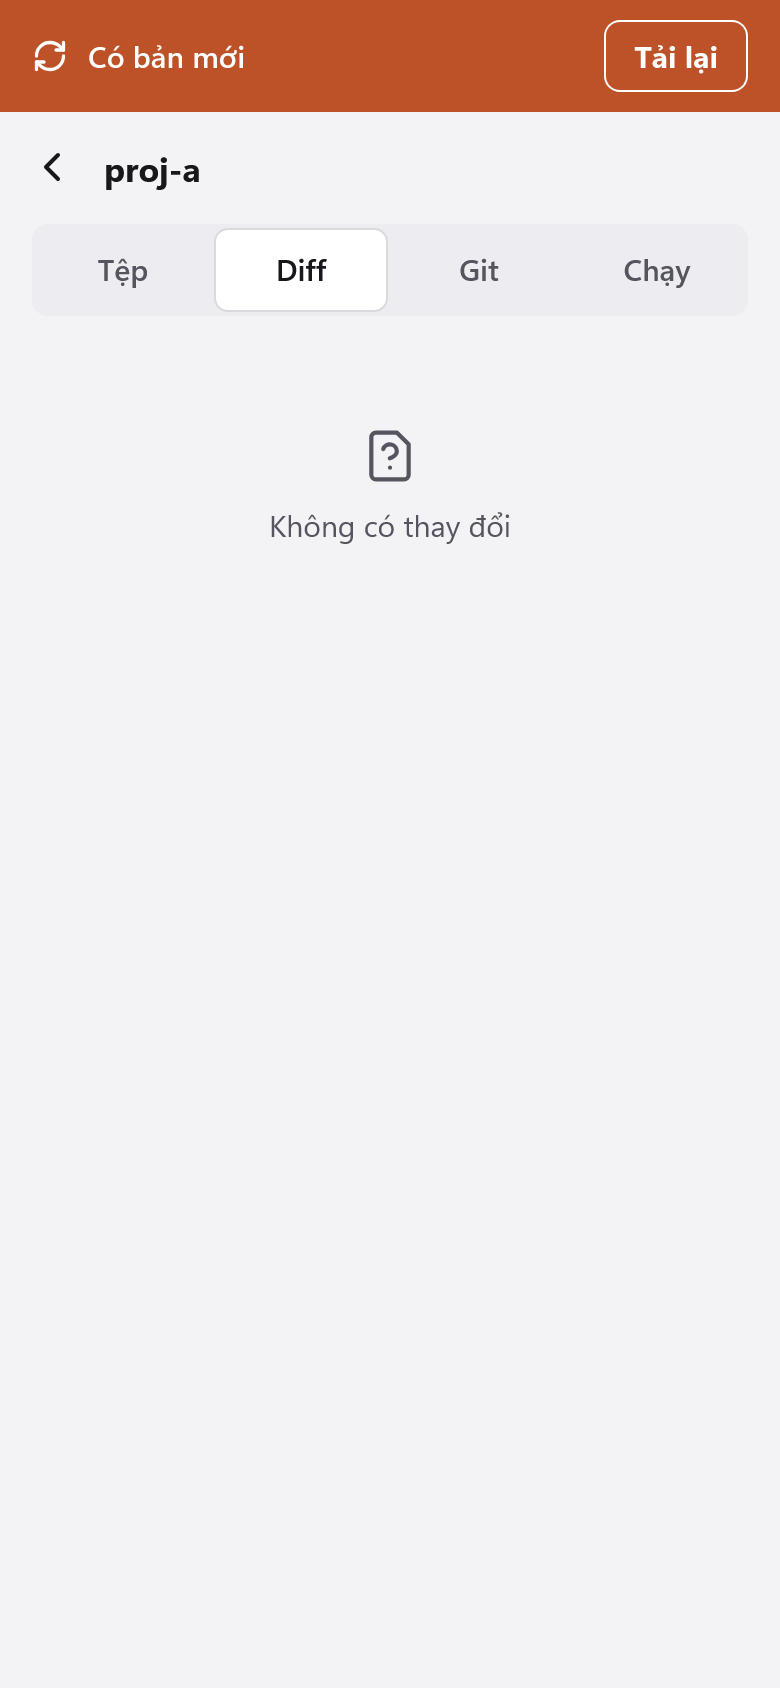 Có bản mới
Tải lại
proj-a
Tệp
Diff
Git
Chạy
Không có thay đổi